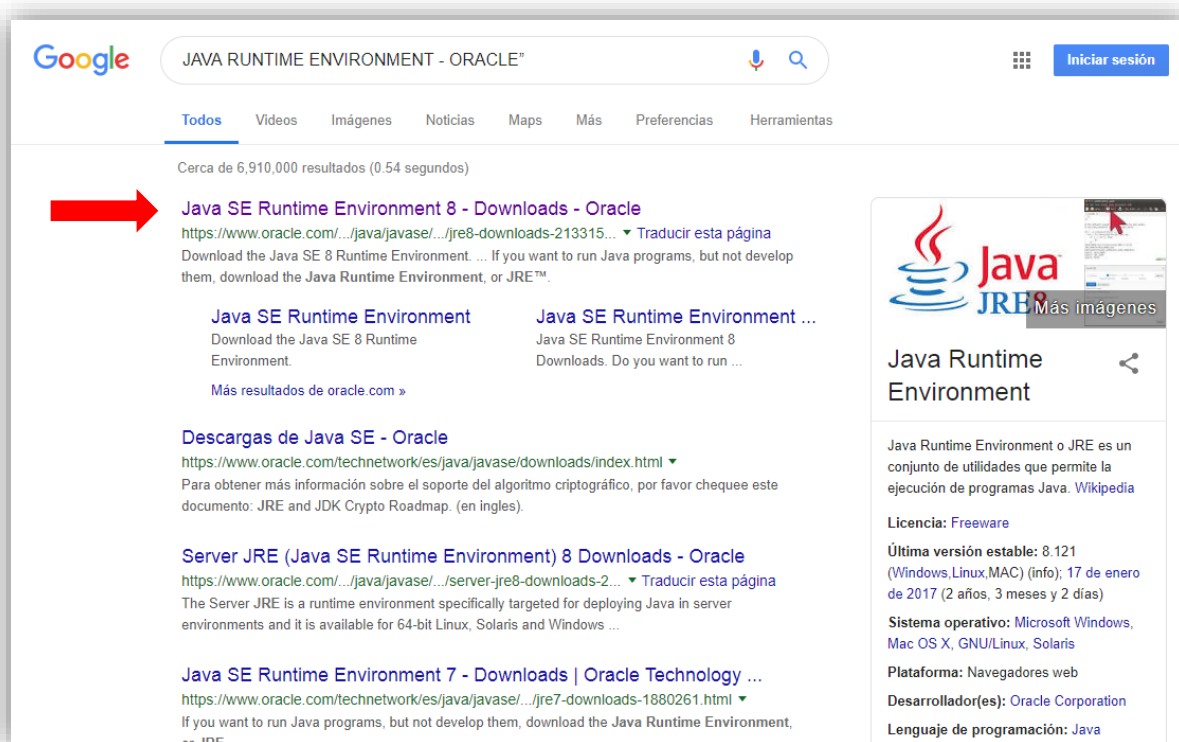 Google
JAVA RUNTIME ENVIRONMENT - ORACLE”
Iniciar sesión
Todos Videos Imágenes Noticias Maps Más Preferencias Herramientas
Cerca de 6,910,000 resultados (0.54 segundos)
Java SE Runtime Environment 8 - Downloads - Oracle
https://www.oracle.com/.../java/javase/.../jre8-downloads-213315... ▼ Traducir esta página
Download the Java SE 8 Runtime Environment. ... If you want to run Java programs, but not develop
them, download the Java Runtime Environment, or JRE™.
Java SE Runtime Environment
Download the Java SE 8 Runtime
Environment.
Java SE Runtime Environment ...
Java SE Runtime Environment 8
Downloads. Do you want to run ...
Más resultados de oracle.com »
Descargas de Java SE - Oracle
https://www.oracle.com/technetwork/es/java/javase/downloads/index.html ▼
Para obtener más información sobre el soporte del algoritmo criptográfico, por favor chequee este
documento: JRE and JDK Crypto Roadmap. (en ingles).
Server JRE (Java SE Runtime Environment) 8 Downloads - Oracle
https://www.oracle.com/.../java/javase/.../server-jre8-downloads-2... ▼ Traducir esta página
The Server JRE is a runtime environment specifically targeted for deploying Java in server
environments and it is available for 64-bit Linux, Solaris and Windows ...
Java SE Runtime Environment 7 - Downloads | Oracle Technology ...
https://www.oracle.com/technetwork/es/java/javase/.../jre7-downloads-1880261.html ▼
If you want to run Java programs, but not develop them, download the Java Runtime Environment,
or JRE
Java
JRE8
Más imágenes
Java Runtime
Environment
Java Runtime Environment o JRE es un
conjunto de utilidades que permite la
ejecución de programas Java. Wikipedia
Licencia: Freeware
Última versión estable: 8.121
(Windows,Linux,MAC) (info); 17 de enero
de 2017 (2 años, 3 meses y 2 días)
Sistema operativo: Microsoft Windows,
Mac OS X, GNU/Linux, Solaris
Plataforma: Navegadores web
Desarrollador(es): Oracle Corporation
Lenguaje de programación: Java